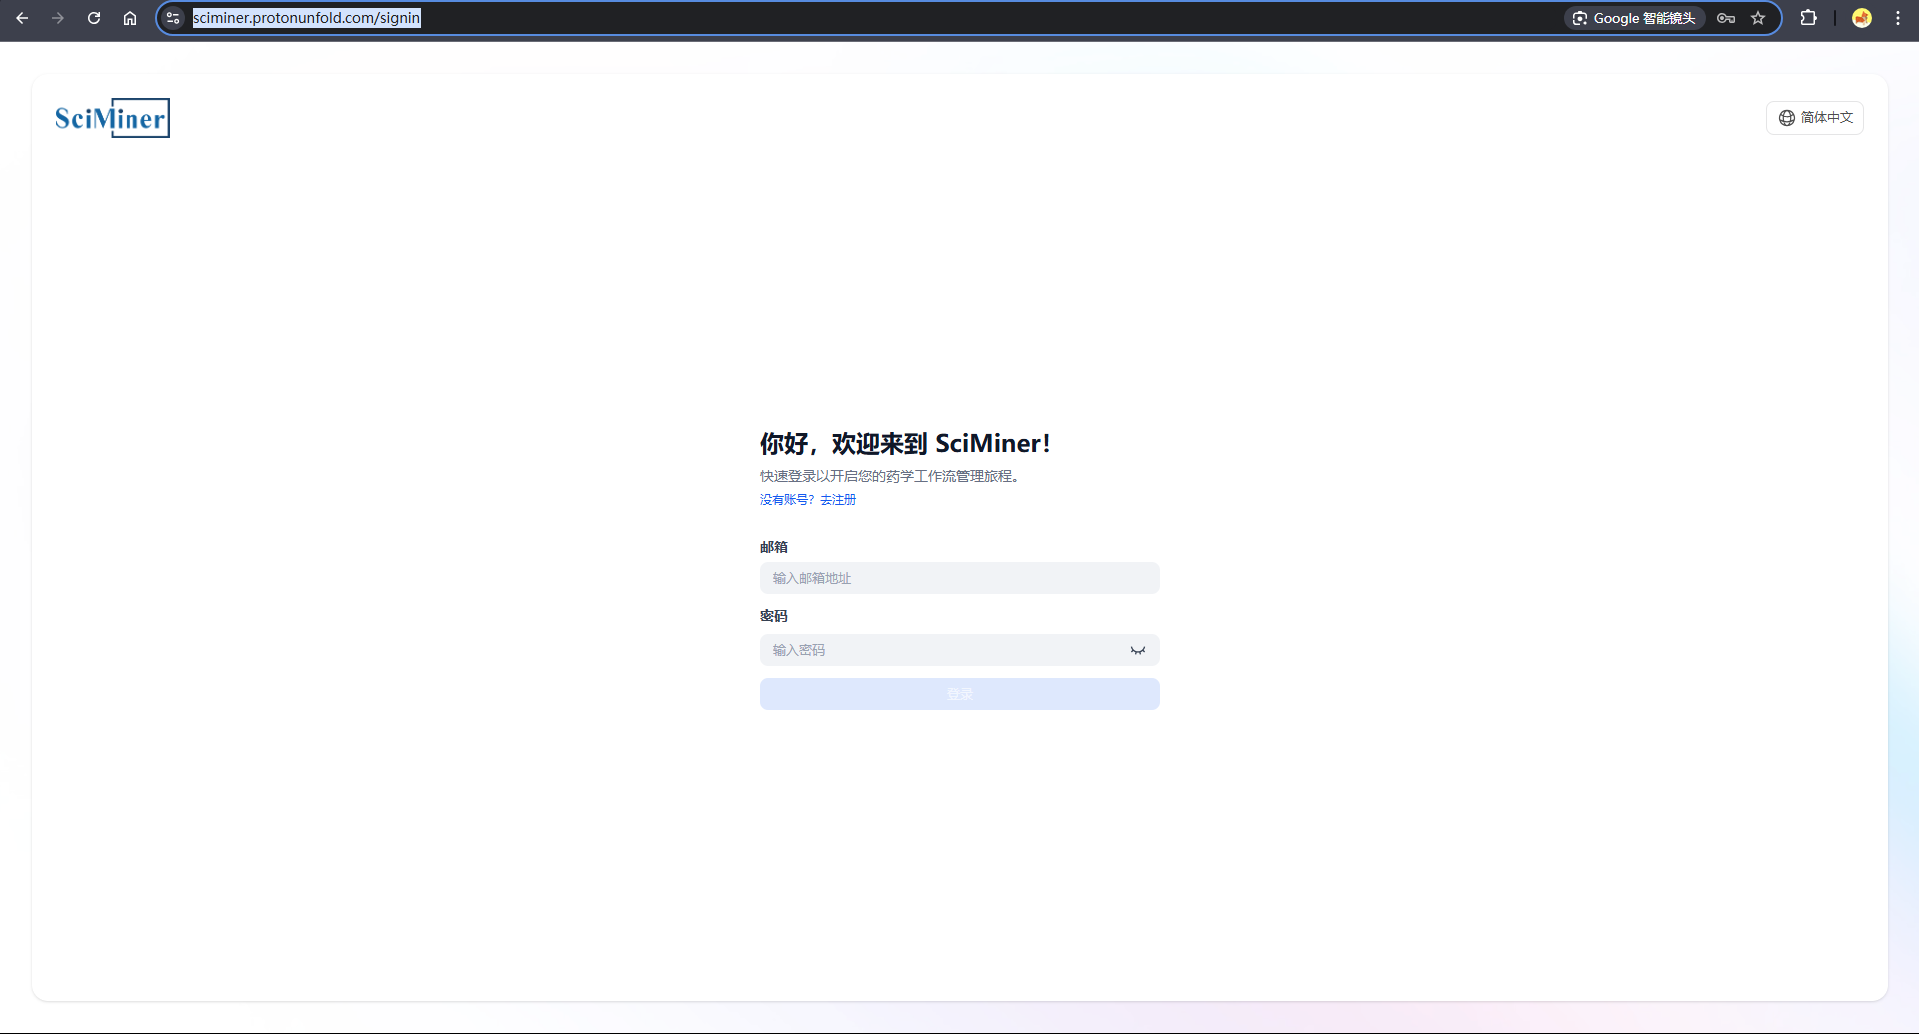 sciminer.protonunfold.com/signin
Google 智能镜头
SciMiner
简体中文
你好，欢迎来到 SciMiner！
快速登录以开启您的药学工作流管理旅程。
没有账号？去注册
邮箱
输入邮箱地址
密码
输入密码
登录